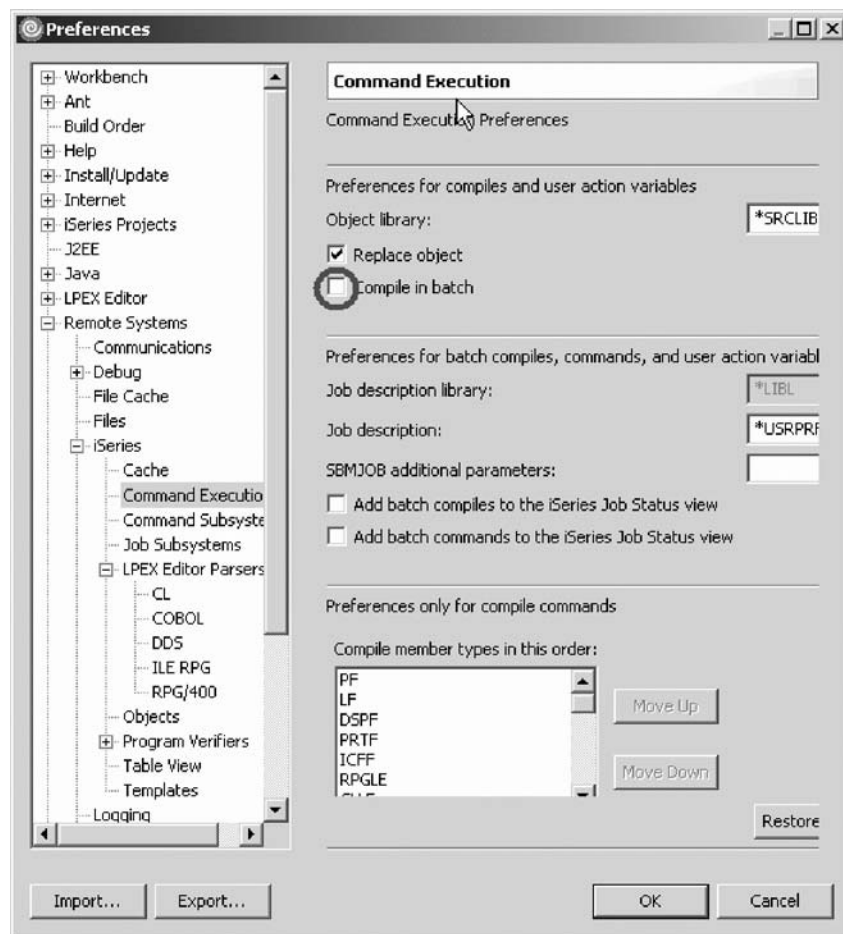 Preferences
Workbench
Ant
Build Order
Help
Install/Update
Internet
iSeries Projects
J2EE
Java
LPEX Editor
Remote Systems
Communications
Debug
File Cache
Files
iSeries
Cache
Command Executio
Command Subsyste
Job Subsystems
LPEX Editor Parsers
CL
COBOL
DDS
ILE RPG
RPG/400
Objects
Program Verifiers
Table View
Templates
Logging
Import...
Export...
Command Execution
Command Execution Preferences
Preferences for compiles and user action variables
Object library: *SRCLIB
Replace object
Compile in batch
Preferences for batch compiles, commands, and user action variabl
Job description library: *LIBL
Job description: *USRPRF
SBMJOB additional parameters:
Add batch compiles to the iSeries Job Status view
Add batch commands to the iSeries Job Status view
Preferences only for compile commands
Compile member types in this order:
PF
LF
DSPF
PRTF
ICFF
RPGLE
Move Up
Move Down
Restore
OK
Cancel